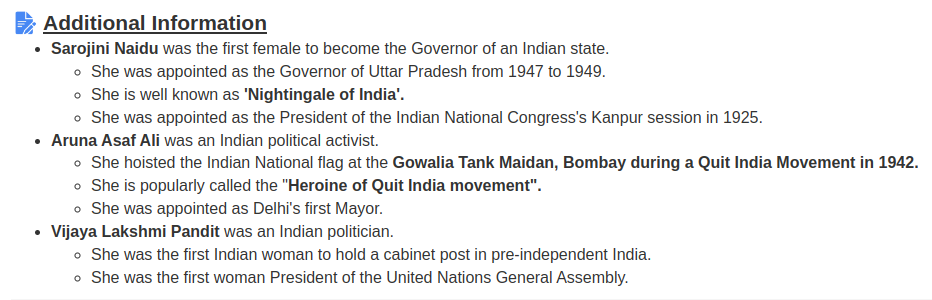 Additional Information
Sarojini Naidu was the first female to become the Governor of an Indian state.
She was appointed as the Governor of Uttar Pradesh from 1947 to 1949.
She is well known as 'Nightingale of India'.
She was appointed as the President of the Indian National Congress's Kanpur session in 1925.
Aruna Asaf Ali was an Indian political activist.
She hoisted the Indian National flag at the Gowalia Tank Maidan, Bombay during a Quit India Movement in 1942.
She is popularly called the "Heroine of Quit India movement".
She was appointed as Delhi's first Mayor.
Vijaya Lakshmi Pandit was an Indian politician.
She was the first Indian woman to hold a cabinet post in pre-independent India.
She was the first woman President of the United Nations General Assembly.